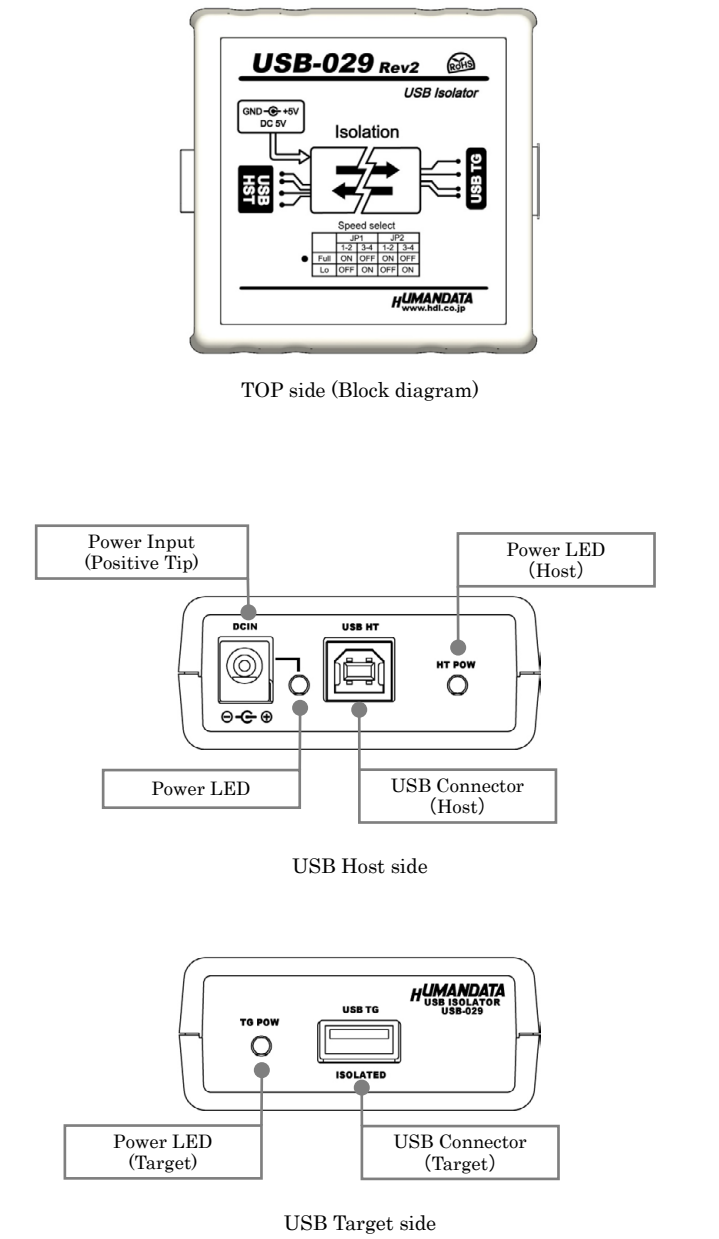 USB-029 Rev2
RoHS
USB Isolator
GND +5V
DC 5V
Isolation
USB
HST
USB TG
Speed select
JP1 JP2
1-2 3-4 1-2 3-4
Full ON OFF ON OFF
Lo OFF ON OFF ON
HUMANDATA
www.hdl.co.jp
TOP side (Block diagram)
Power Input
(Positive Tip)
Power LED
(Host)
DCIN
USB HT
HT POW
Power LED
USB Connector
(Host)
USB Host side
HUMANDATA
USB ISOLATOR
USB-029
USB TG
TG POW
ISOLATED
Power LED
(Target)
USB Connector
(Target)
USB Target side